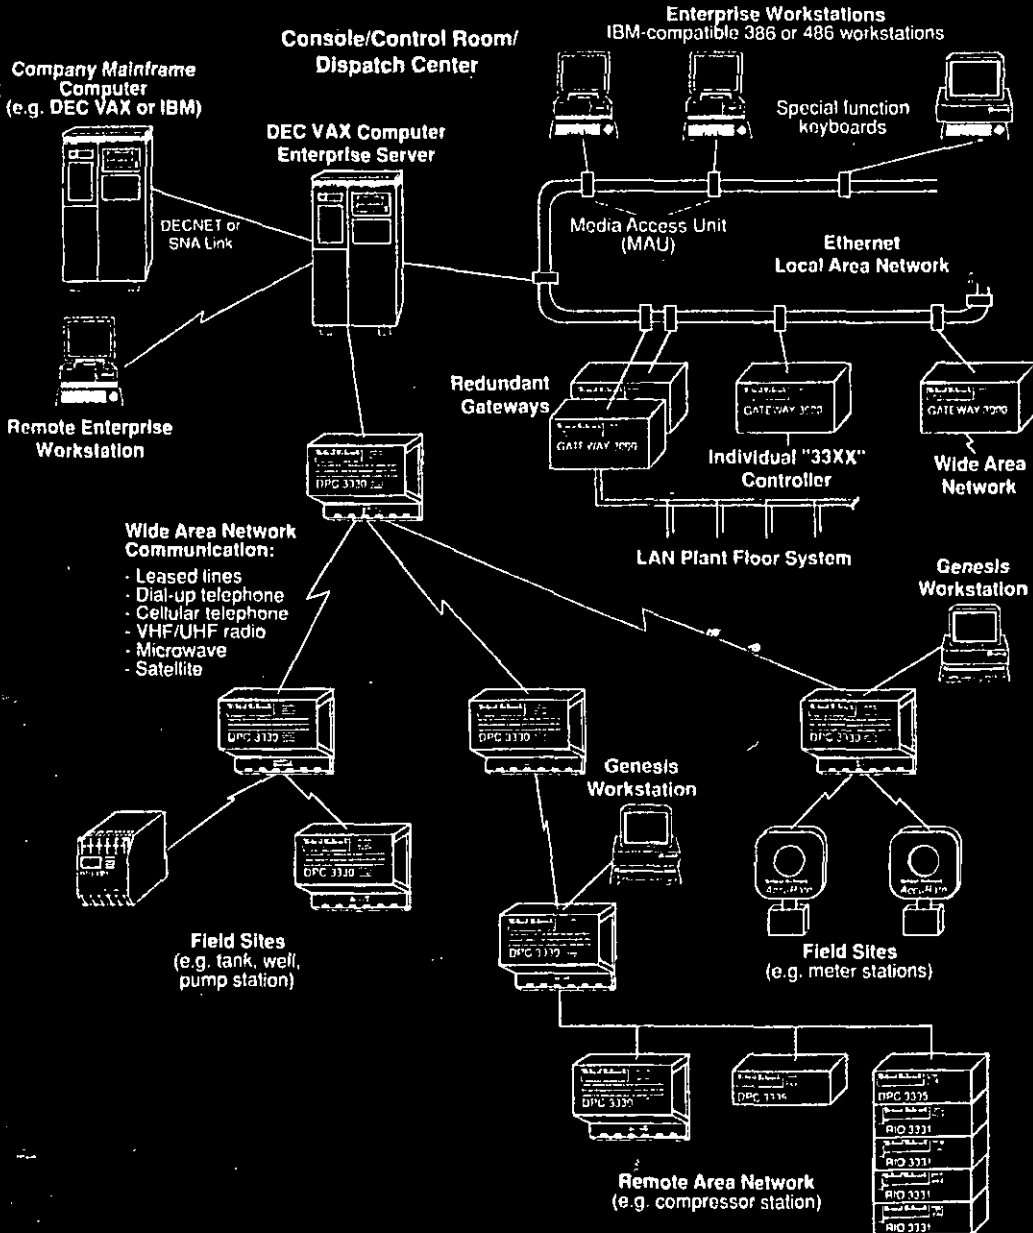 Enterprise Workstations
IBM-compatible 386 or 486 workstations
Console/Control Room/
Dispatch Center
Company Mainframe
Computer
(e.g. DEC VAX or IBM)
Special function
keyboards
DEC VAX Computer
Enterprise Server
DECNET or
SNA Link
Media Access Unit
(MAU)
Ethernet
Local Area Network
Redundant
Gateways
GATEWAY 3000
GATEWAY 3000
GATEWAY 3000
Remote Enterprise
Workstation
Individual "33XX"
Controller
Wide Area
Network
DPC 3330
LAN Plant Floor System
Wide Area Network
Communication:
- Leased lines
- Dial-up telephone
- Cellular telephone
- VHF/UHF radio
- Microwave
- Satellite
Genesis
Workstation
DPC 3330
DPC 3330
DPC 3330
Genesis
Workstation
DPC 3330
AccuRate
AccuRate
DPC 3330
Field Sites
(e.g. tank, well,
pump station)
Field Sites
(e.g. meter stations)
DPC 3330
DPC 3335
DPC 3335
RIO 3331
RIO 3331
RIO 3331
RIO 3331
Remote Area Network
(e.g. compressor station)